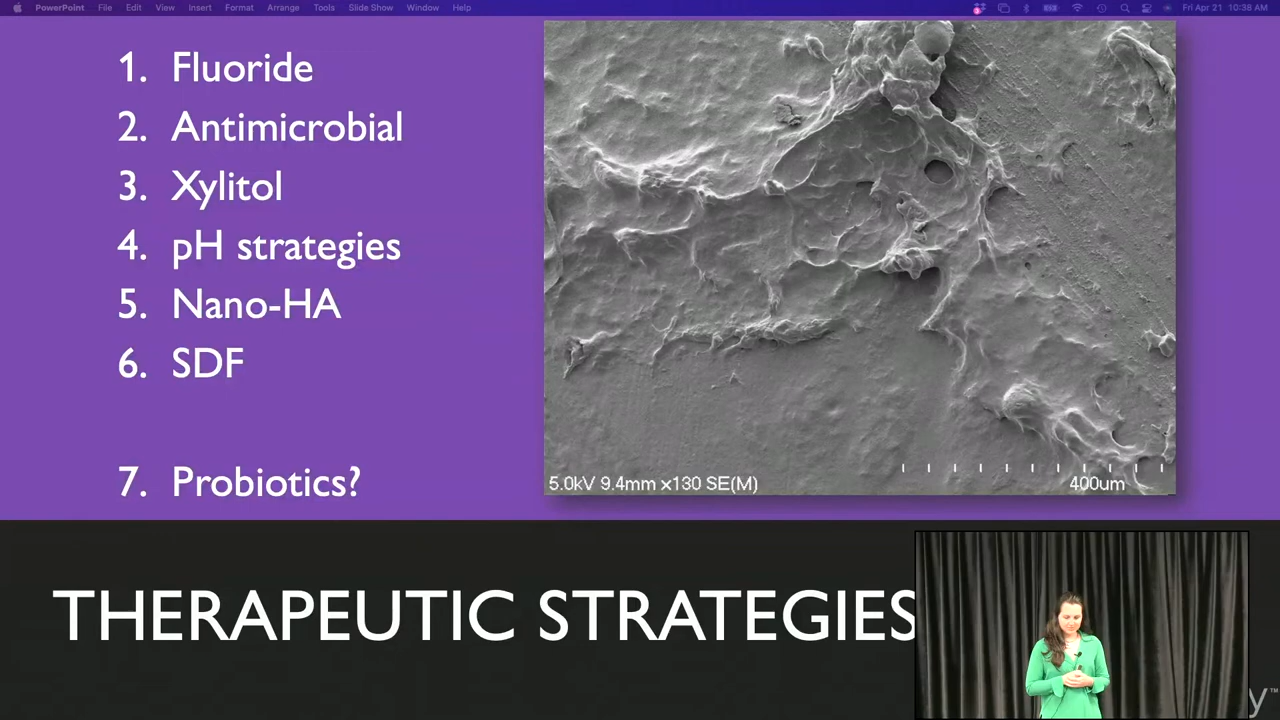 PowerPoint File Edit View Insert Format Arrange Tools Slide Show Window Help Fri Apr 21 10:38 AM
1. Fluoride
2. Antimicrobial
3. Xylitol
4. pH strategies
5. Nano-HA
6. SDF
7. Probiotics?
5.0kV 9.4mm x130 SE(M) 400um
THERAPEUTIC STRATEGIES
y™